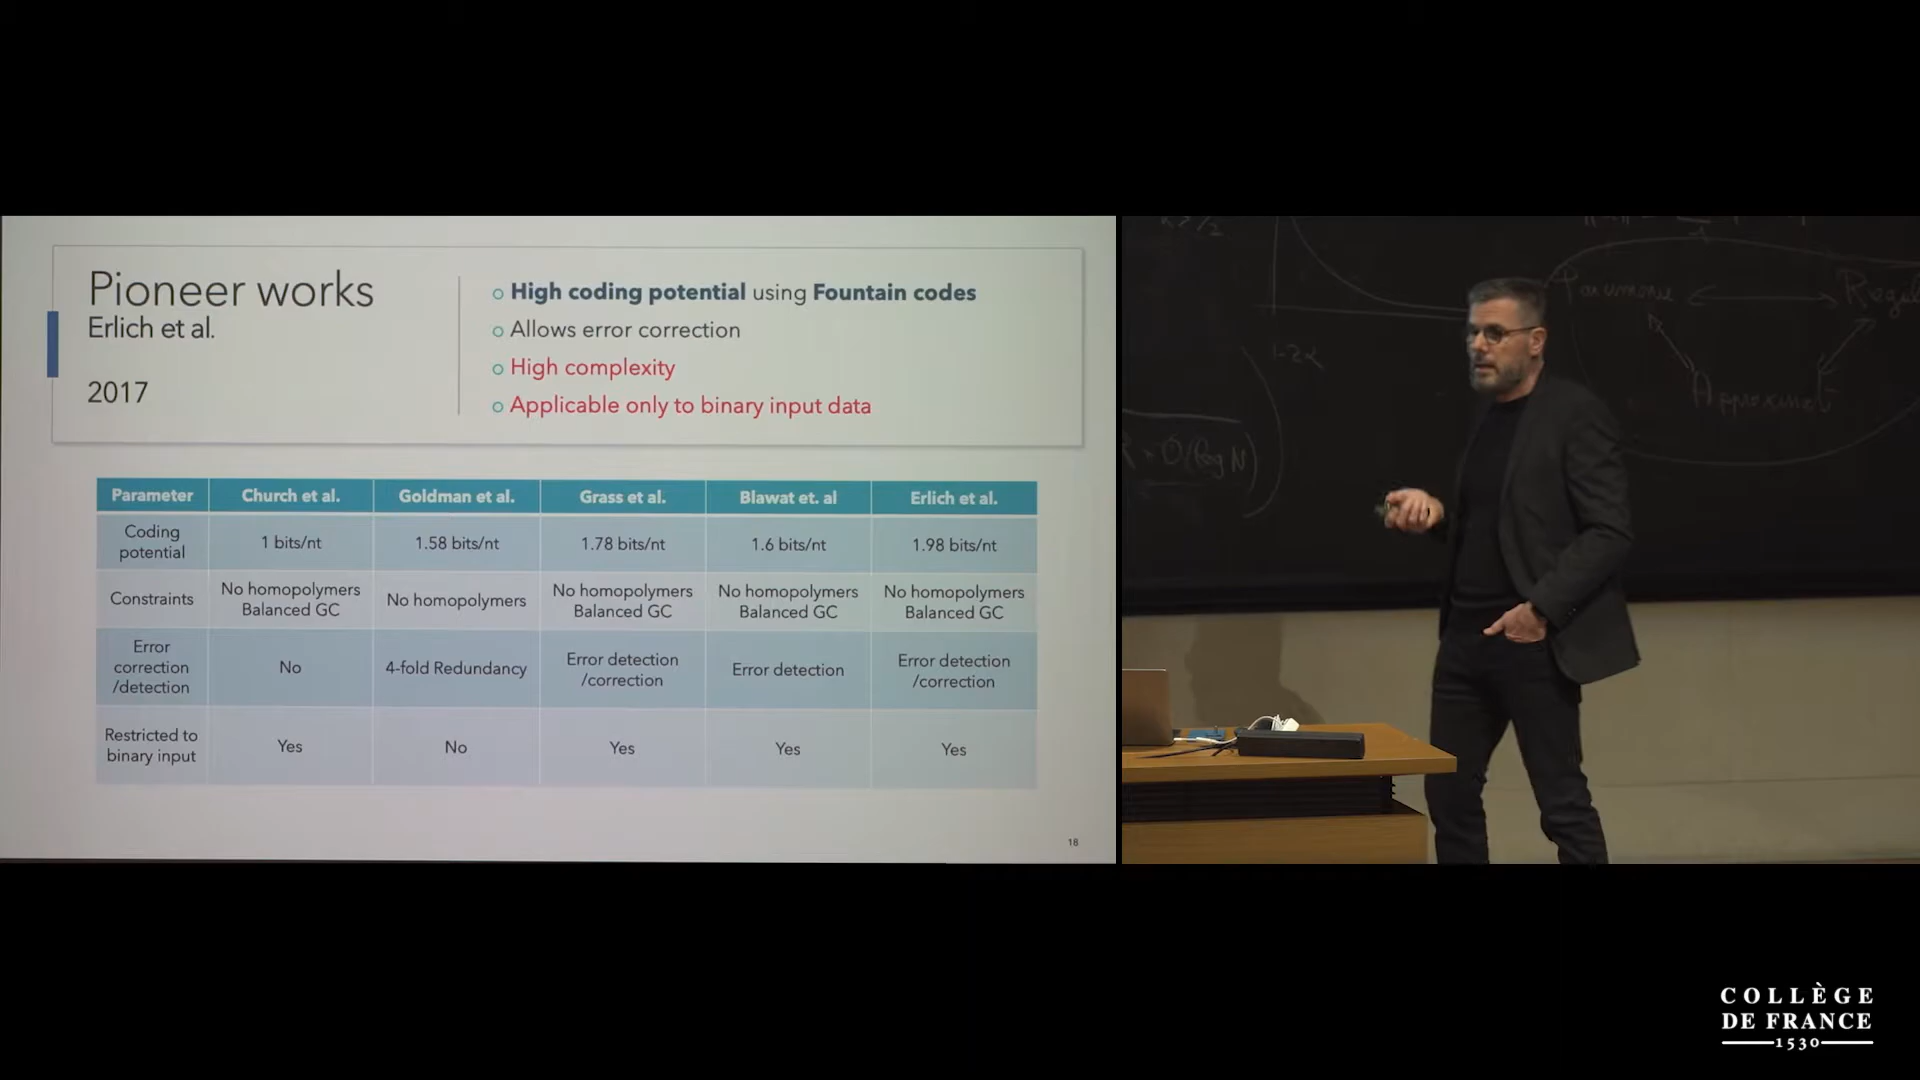 Pioneer works
Erlich et al.
2017
High coding potential using Fountain codes
Allows error correction
High complexity
Applicable only to binary input data
Parameter Church et al. Goldman et al. Grass et al. Blawat et. al Erlich et al.
Coding potential 1 bits/nt 1.58 bits/nt 1.78 bits/nt 1.6 bits/nt 1.98 bits/nt
Constraints No homopolymers Balanced GC No homopolymers No homopolymers Balanced GC No homopolymers Balanced GC No homopolymers Balanced GC
Error correction /detection No 4-fold Redundancy Error detection /correction Error detection Error detection /correction
Restricted to binary input Yes No Yes Yes Yes
18
1-2α
O(log N)
COLLÈGE
DE FRANCE
1530